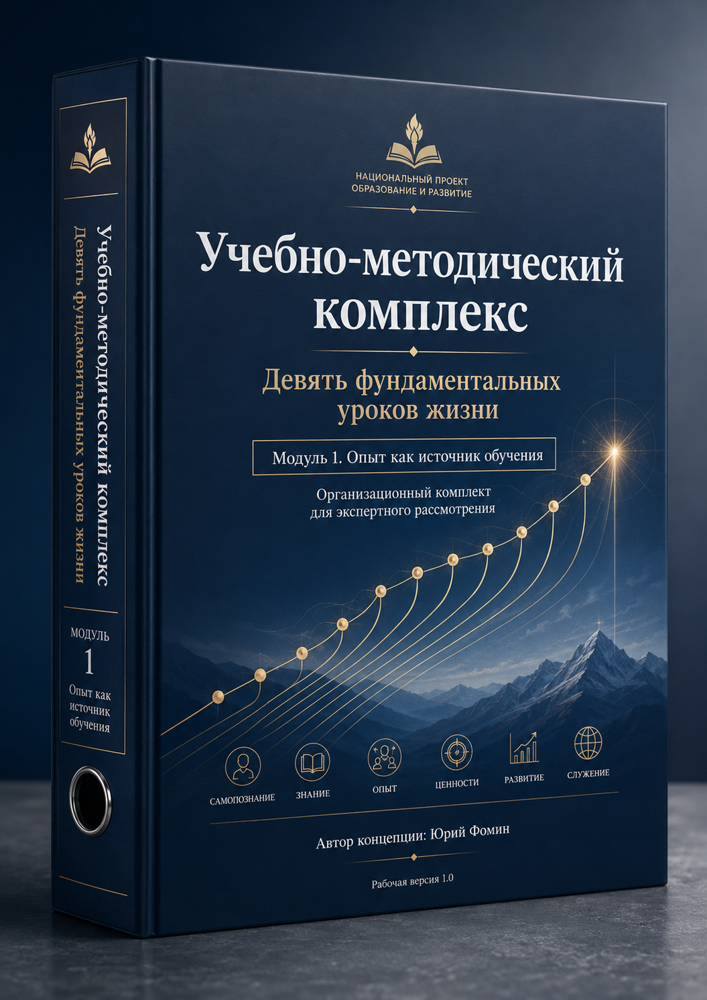 Учебно-методический комплекс
Девять фундаментальных уроков жизни
МОДУЛЬ
1
Опыт как
источник
обучения
НАЦИОНАЛЬНЫЙ ПРОЕКТ
ОБРАЗОВАНИЕ И РАЗВИТИЕ
Учебно-методический
комплекс
Девять фундаментальных
уроков жизни
Модуль 1. Опыт как источник обучения
Организационный комплект
для экспертного рассмотрения
САМОПОЗНАНИЕ
ЗНАНИЕ
ОПЫТ
ЦЕННОСТИ
РАЗВИТИЕ
СЛУЖЕНИЕ
Автор концепции: Юрий Фомин
Рабочая версия 1.0